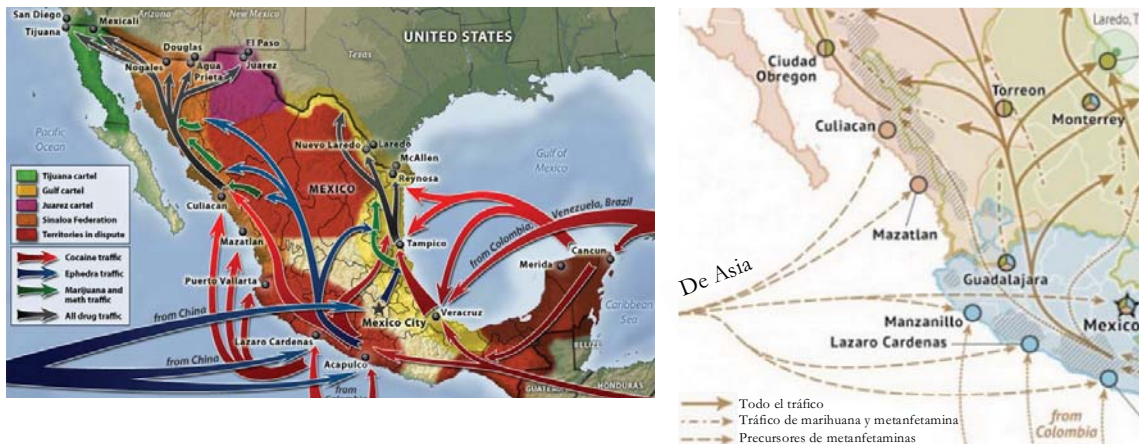 San Diego
Tijuana
Mexicali
Arizona
New Mexico
Douglas
El Paso
Juarez
Nogales
Agua
Prieta
Texas
UNITED STATES
Pacific
Ocean
Nuevo Laredo
Laredo
McAllen
Reynosa
Gulf of
Mexico
MEXICO
Tijuana cartel
Gulf cartel
Juarez cartel
Sinaloa Federation
Territories in dispute
Culiacan
Mazatlan
Tampico
from Colombia,
Venezuela, Brazil
Cancun
Merida
Cocaine traffic
Ephedra traffic
Marijuana and
meth traffic
All drug traffic
Puerto Vallarta
from China
Mexico City
Veracruz
Caribbean
Sea
Lazaro Cardenas
from China
Acapulco
from
BELIZE
HONDURAS
Laredo, T
Ciudad
Obregon
Torreon
Monterrey
Culiacan
Mazatlan
De Asia
Guadalajara
Manzanillo
Mexico
Lazaro Cardenas
Todo el tráfico
Tráfico de marihuana y metanfetamina
Precursores de metanfetaminas
from
Colombia